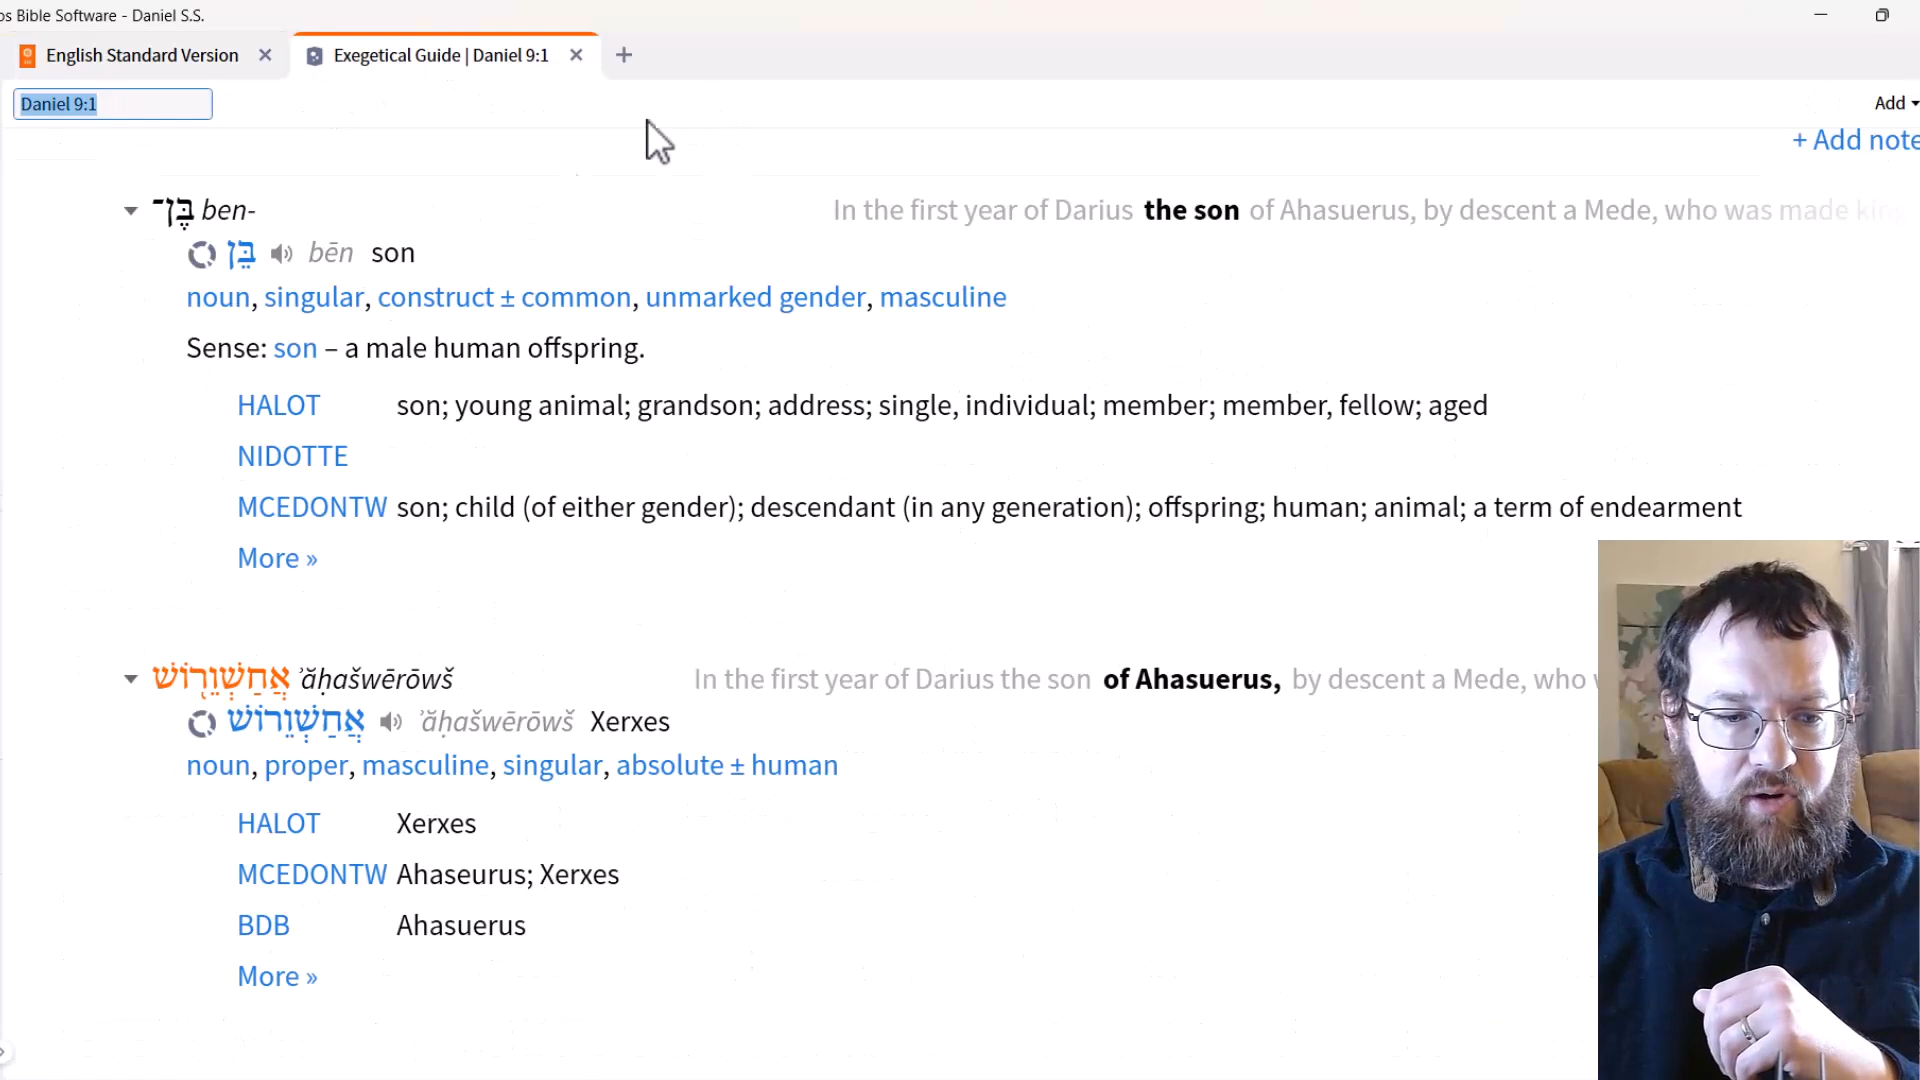 os Bible Software - Daniel S.S.
English Standard Version
Exegetical Guide | Daniel 9:1
Daniel 9:1
Add
+ Add note
בֶּן־ ben-
In the first year of Darius the son of Ahasuerus, by descent a Mede, who was made king
בֵּן bēn son
noun, singular, construct ± common, unmarked gender, masculine
Sense: son – a male human offspring.
HALOT son; young animal; grandson; address; single, individual; member; member, fellow; aged
NIDOTTE
MCEDONTW son; child (of either gender); descendant (in any generation); offspring; human; animal; a term of endearment
More »
אֲחַשְׁוֵר֖וֹשׁ ʾăḥašwērōwš
In the first year of Darius the son of Ahasuerus, by descent a Mede, who
אֲחַשְׁוֵרוֹשׁ ʾăḥašwērōwš Xerxes
noun, proper, masculine, singular, absolute ± human
HALOT Xerxes
MCEDONTW Ahaseurus; Xerxes
BDB Ahasuerus
More »